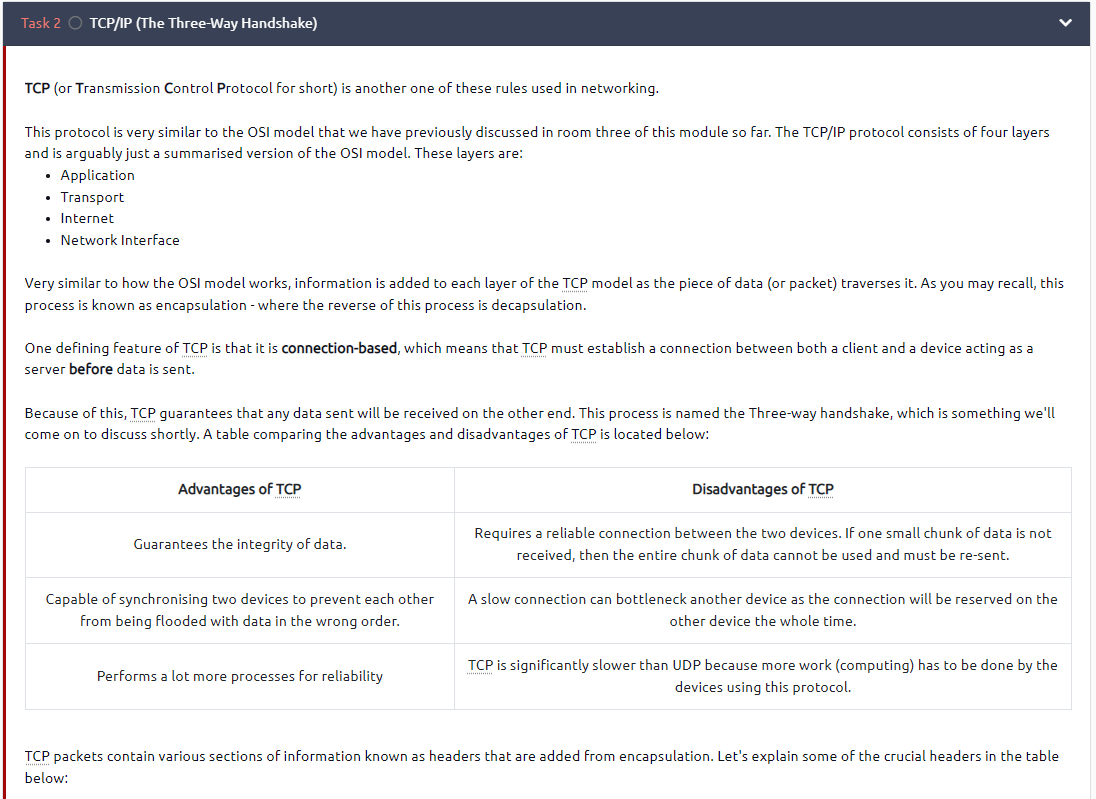 Task 2 TCP/IP (The Three-Way Handshake)
TCP (or Transmission Control Protocol for short) is another one of these rules used in networking.
This protocol is very similar to the OSI model that we have previously discussed in room three of this module so far. The TCP/IP protocol consists of four layers
and is arguably just a summarised version of the OSI model. These layers are:
• Application
• Transport
• Internet
• Network Interface
Very similar to how the OSI model works, information is added to each layer of the TCP model as the piece of data (or packet) traverses it. As you may recall, this
process is known as encapsulation - where the reverse of this process is decapsulation.
One defining feature of TCP is that it is connection-based, which means that TCP must establish a connection between both a client and a device acting as a
server before data is sent.
Because of this, TCP guarantees that any data sent will be received on the other end. This process is named the Three-way handshake, which is something we'll
come on to discuss shortly. A table comparing the advantages and disadvantages of TCP is located below:
Advantages of TCP
Disadvantages of TCP
Guarantees the integrity of data.
Requires a reliable connection between the two devices. If one small chunk of data is not
received, then the entire chunk of data cannot be used and must be re-sent.
Capable of synchronising two devices to prevent each other
from being flooded with data in the wrong order.
A slow connection can bottleneck another device as the connection will be reserved on the
other device the whole time.
Performs a lot more processes for reliability
TCP is significantly slower than UDP because more work (computing) has to be done by the
devices using this protocol.
TCP packets contain various sections of information known as headers that are added from encapsulation. Let's explain some of the crucial headers in the table
below: